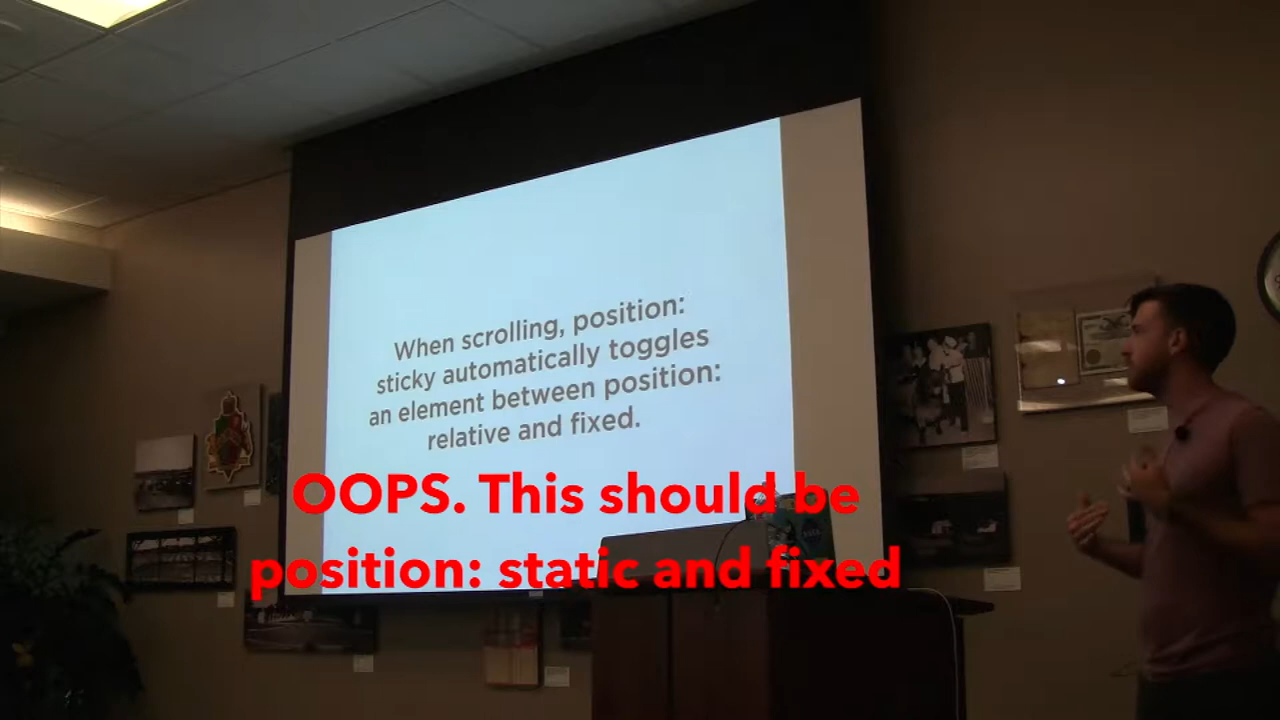 When scrolling, position:
sticky automatically toggles
an element between position:
relative and fixed.
OOPS. This should be
position: static and fixed